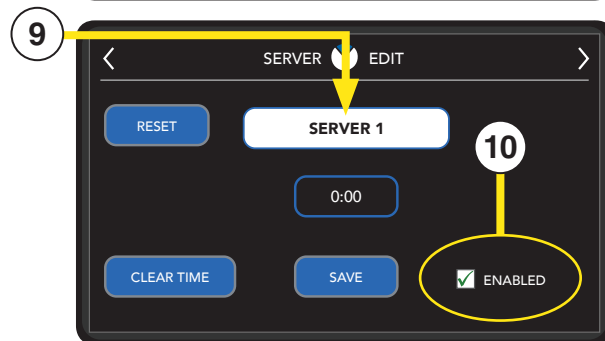 9
SERVER EDIT
RESET
SERVER 1
10
0:00
CLEAR TIME
SAVE
ENABLED